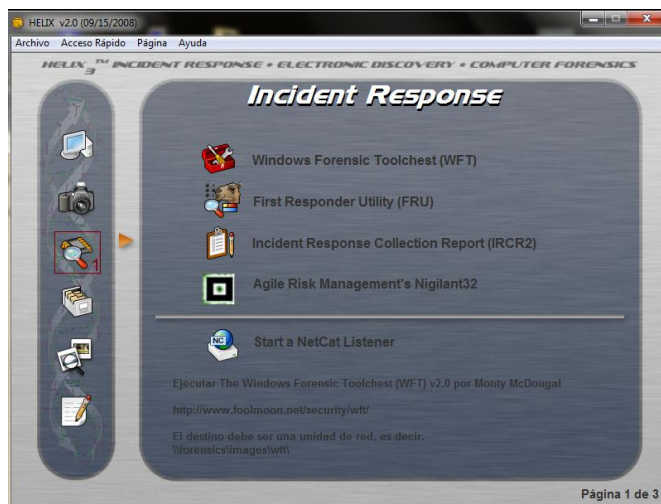 HELIX v2.0 (09/15/2008)
Archivo Acceso Rápido Página Ayuda
HELIX3™ INCIDENT RESPONSE • ELECTRONIC DISCOVERY • COMPUTER FORENSICS
Incident Response
1
Windows Forensic Toolchest (WFT)
First Responder Utility (FRU)
Incident Response Collection Report (IRCR2)
Agile Risk Management's Nigilant32
NC
Start a NetCat Listener
Ejecutar The Windows Forensic Toolchest (WFT) v2.0 por Monty McDougal
http://www.foolmoon.net/security/wft/
El destino debe ser una unidad de red, es decir.
\\forensics\images\wft\
Página 1 de 3